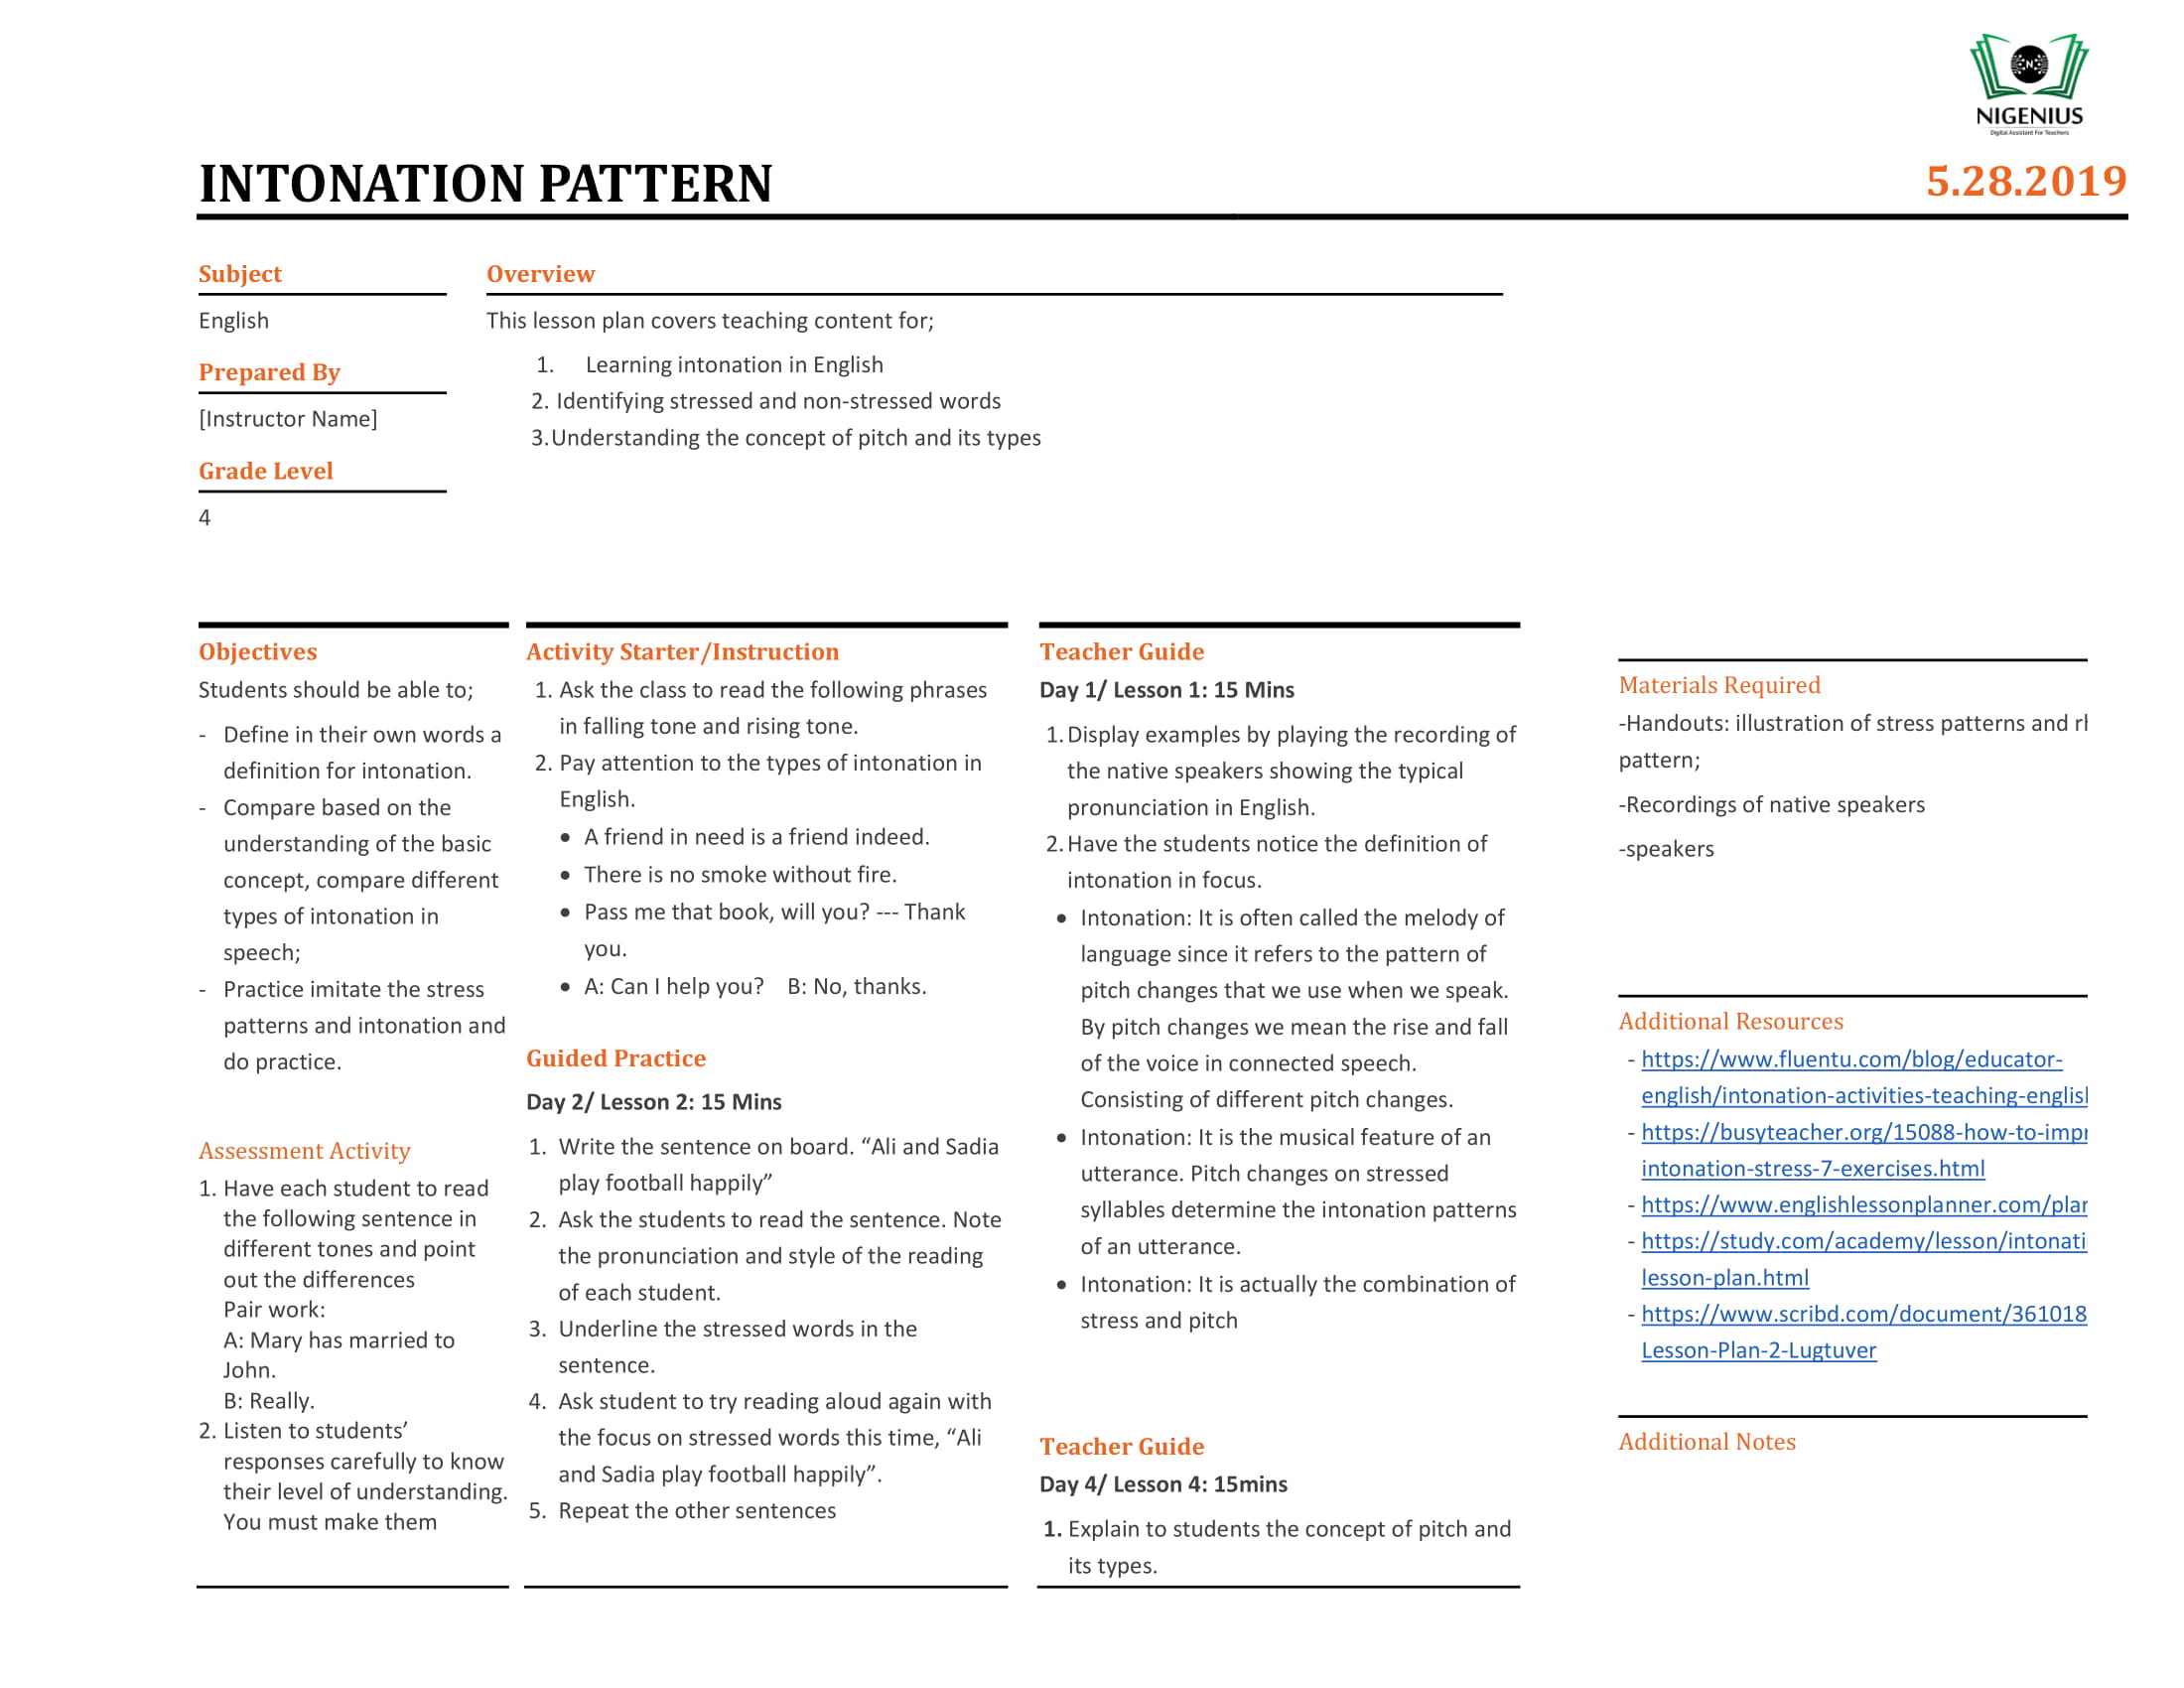 NIGENIUS
Digital Assistant For Teachers
INTONATION PATTERN
5.28.2019
Subject
English
Prepared By
[Instructor Name]
Grade Level
4
Overview
This lesson plan covers teaching content for;
1. Learning intonation in English
2. Identifying stressed and non-stressed words
3. Understanding the concept of pitch and its types
Objectives
Students should be able to;
- Define in their own words a
definition for intonation.
- Compare based on the
understanding of the basic
concept, compare different
types of intonation in
speech;
- Practice imitate the stress
patterns and intonation and
do practice.
Assessment Activity
1. Have each student to read
the following sentence in
different tones and point
out the differences
Pair work:
A: Mary has married to
John.
B: Really.
2. Listen to students’
responses carefully to know
their level of understanding.
You must make them
Activity Starter/Instruction
1. Ask the class to read the following phrases
in falling tone and rising tone.
2. Pay attention to the types of intonation in
English.
• A friend in need is a friend indeed.
• There is no smoke without fire.
• Pass me that book, will you? --- Thank
you.
• A: Can I help you? B: No, thanks.
Guided Practice
Day 2/ Lesson 2: 15 Mins
1. Write the sentence on board. “Ali and Sadia
play football happily”
2. Ask the students to read the sentence. Note
the pronunciation and style of the reading
of each student.
3. Underline the stressed words in the
sentence.
4. Ask student to try reading aloud again with
the focus on stressed words this time, “Ali
and Sadia play football happily”.
5. Repeat the other sentences
Teacher Guide
Day 1/ Lesson 1: 15 Mins
1. Display examples by playing the recording of
the native speakers showing the typical
pronunciation in English.
2. Have the students notice the definition of
intonation in focus.
• Intonation: It is often called the melody of
language since it refers to the pattern of
pitch changes that we use when we speak.
By pitch changes we mean the rise and fall
of the voice in connected speech.
Consisting of different pitch changes.
• Intonation: It is the musical feature of an
utterance. Pitch changes on stressed
syllables determine the intonation patterns
of an utterance.
• Intonation: It is actually the combination of
stress and pitch
Teacher Guide
Day 4/ Lesson 4: 15mins
1. Explain to students the concept of pitch and
its types.
Materials Required
-Handouts: illustration of stress patterns and
pattern;
-Recordings of native speakers
-speakers
Additional Resources
- https://www.fluentu.com/blog/educator-
english/intonation-activities-teaching-englis
- https://busyteacher.org/15088-how-to-imp
intonation-stress-7-exercises.html
- https://www.englishlessonplanner.com/plan
- https://study.com/academy/lesson/intonati
lesson-plan.html
- https://www.scribd.com/document/361018
Lesson-Plan-2-Lugtuver
Additional Notes